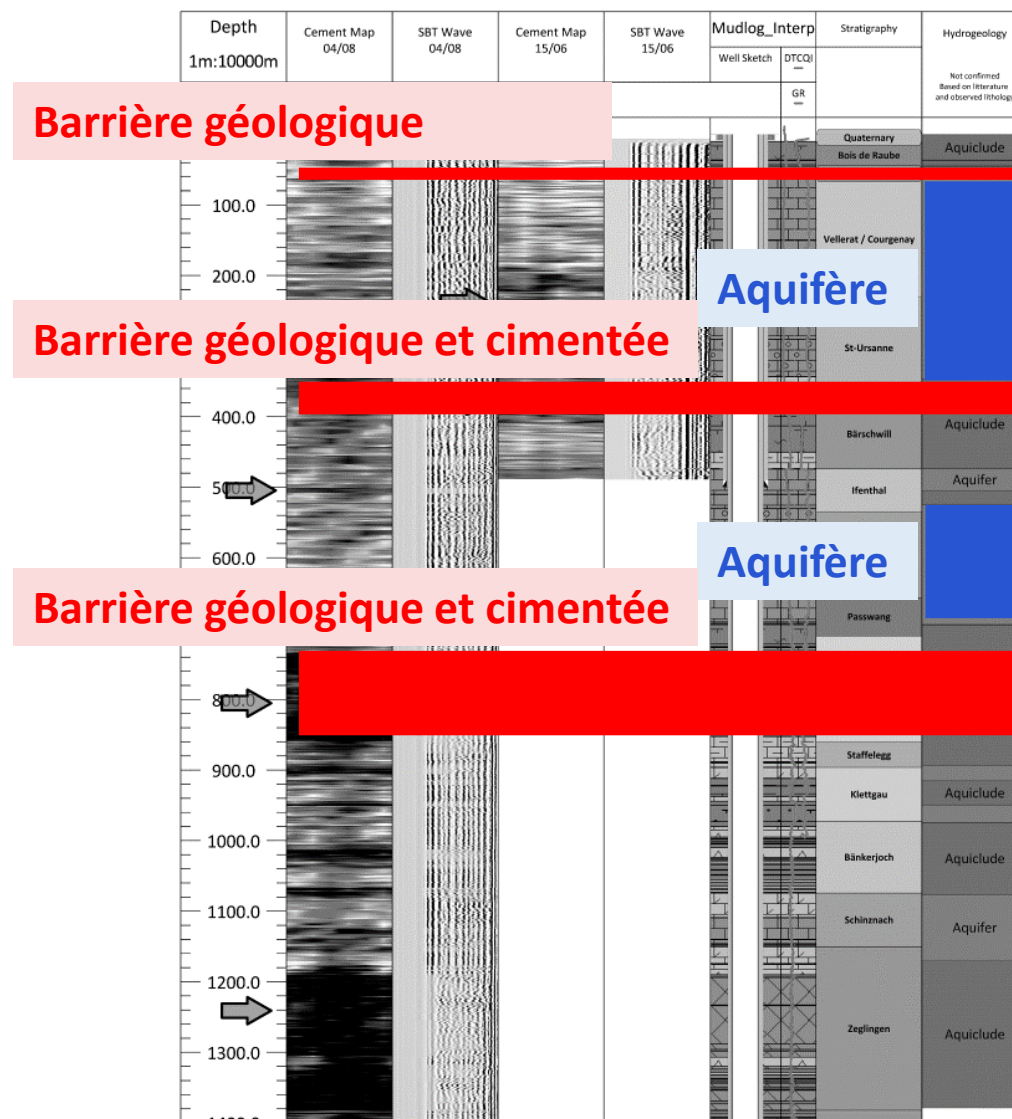 Depth
1m:10000m
Cement Map
04/08
SBT Wave
04/08
Cement Map
15/06
SBT Wave
15/06
Mudlog_Interp
Well Sketch
DTCQI
GR
Stratigraphy
Hydrogeology
Not confirmed
Based on litterature
and observed lithology
Barrière géologique
Quaternary
Bois de Raube
Aquiclude
100.0
Vellerat / Courgenay
200.0
Aquifère
Barrière géologique et cimentée
St-Ursanne
400.0
Bärschwill
Aquiclude
500.0
Ifenthal
Aquifer
600.0
Aquifère
Barrière géologique et cimentée
Passwang
800.0
Staffelegg
900.0
Klettgau
Aquiclude
1000.0
Bänkerjoch
Aquiclude
1100.0
Schinznach
Aquifer
1200.0
Zeglingen
Aquiclude
1300.0